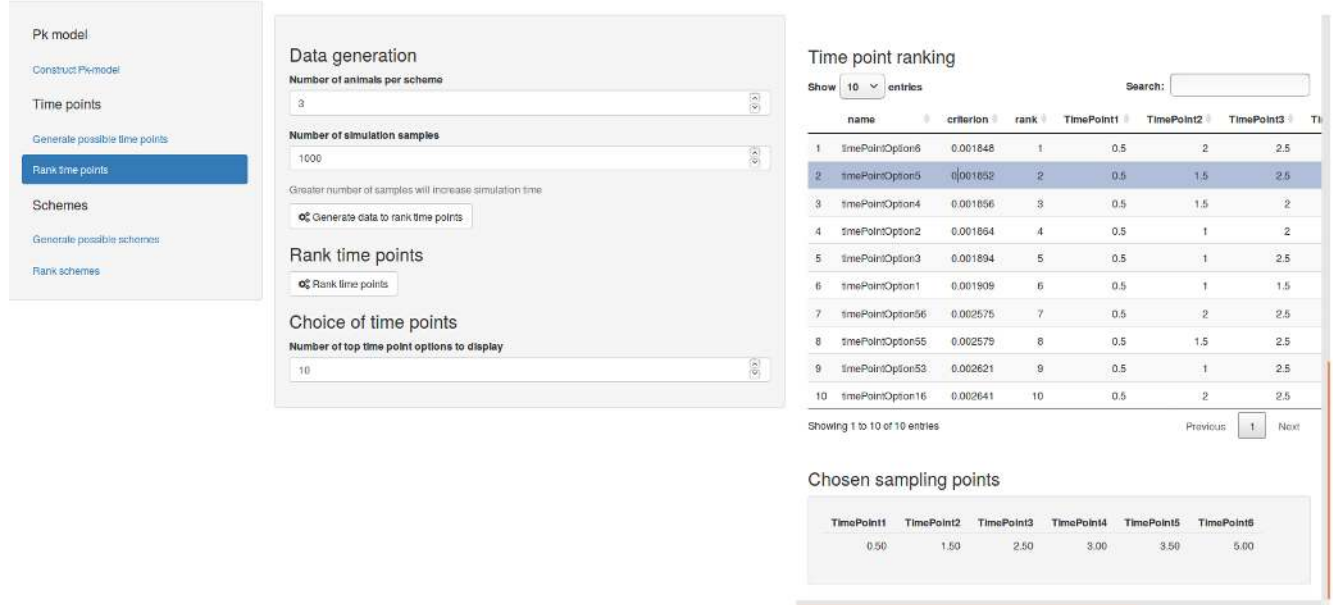 Pk model
Construct Pk-model
Time points
Generate possible time points
Rank time points
Schemes
Generate possible schemes
Rank schemes
Data generation
Number of animals per scheme
3
Number of simulation samples
1000
Greater number of samples will increase simulation time
Generate data to rank time points
Rank time points
Rank time points
Choice of time points
Number of top time point options to display
10
Time point ranking
Show 10 entries Search:
name criterion rank TimePoint1 TimePoint2 TimePoint3 Ti
1 timePointOption6 0.001848 1 0.5 2 2.5
2 timePointOption5 0.001852 2 0.5 1.5 2.5
3 timePointOption4 0.001856 3 0.5 1.5 2
4 timePointOption2 0.001864 4 0.5 1 2
5 timePointOption3 0.001894 5 0.5 1 2.5
6 timePointOption1 0.001909 6 0.5 1 1.5
7 timePointOption56 0.002575 7 0.5 2 2.5
8 timePointOption55 0.002579 8 0.5 1.5 2.5
9 timePointOption53 0.002621 9 0.5 1 2.5
10 timePointOption16 0.002641 10 0.5 2 2.5
Showing 1 to 10 of 10 entries Previous 1 Next
Chosen sampling points
TimePoint1 TimePoint2 TimePoint3 TimePoint4 TimePoint5 TimePoint6
0.50 1.50 2.50 3.00 3.50 5.00